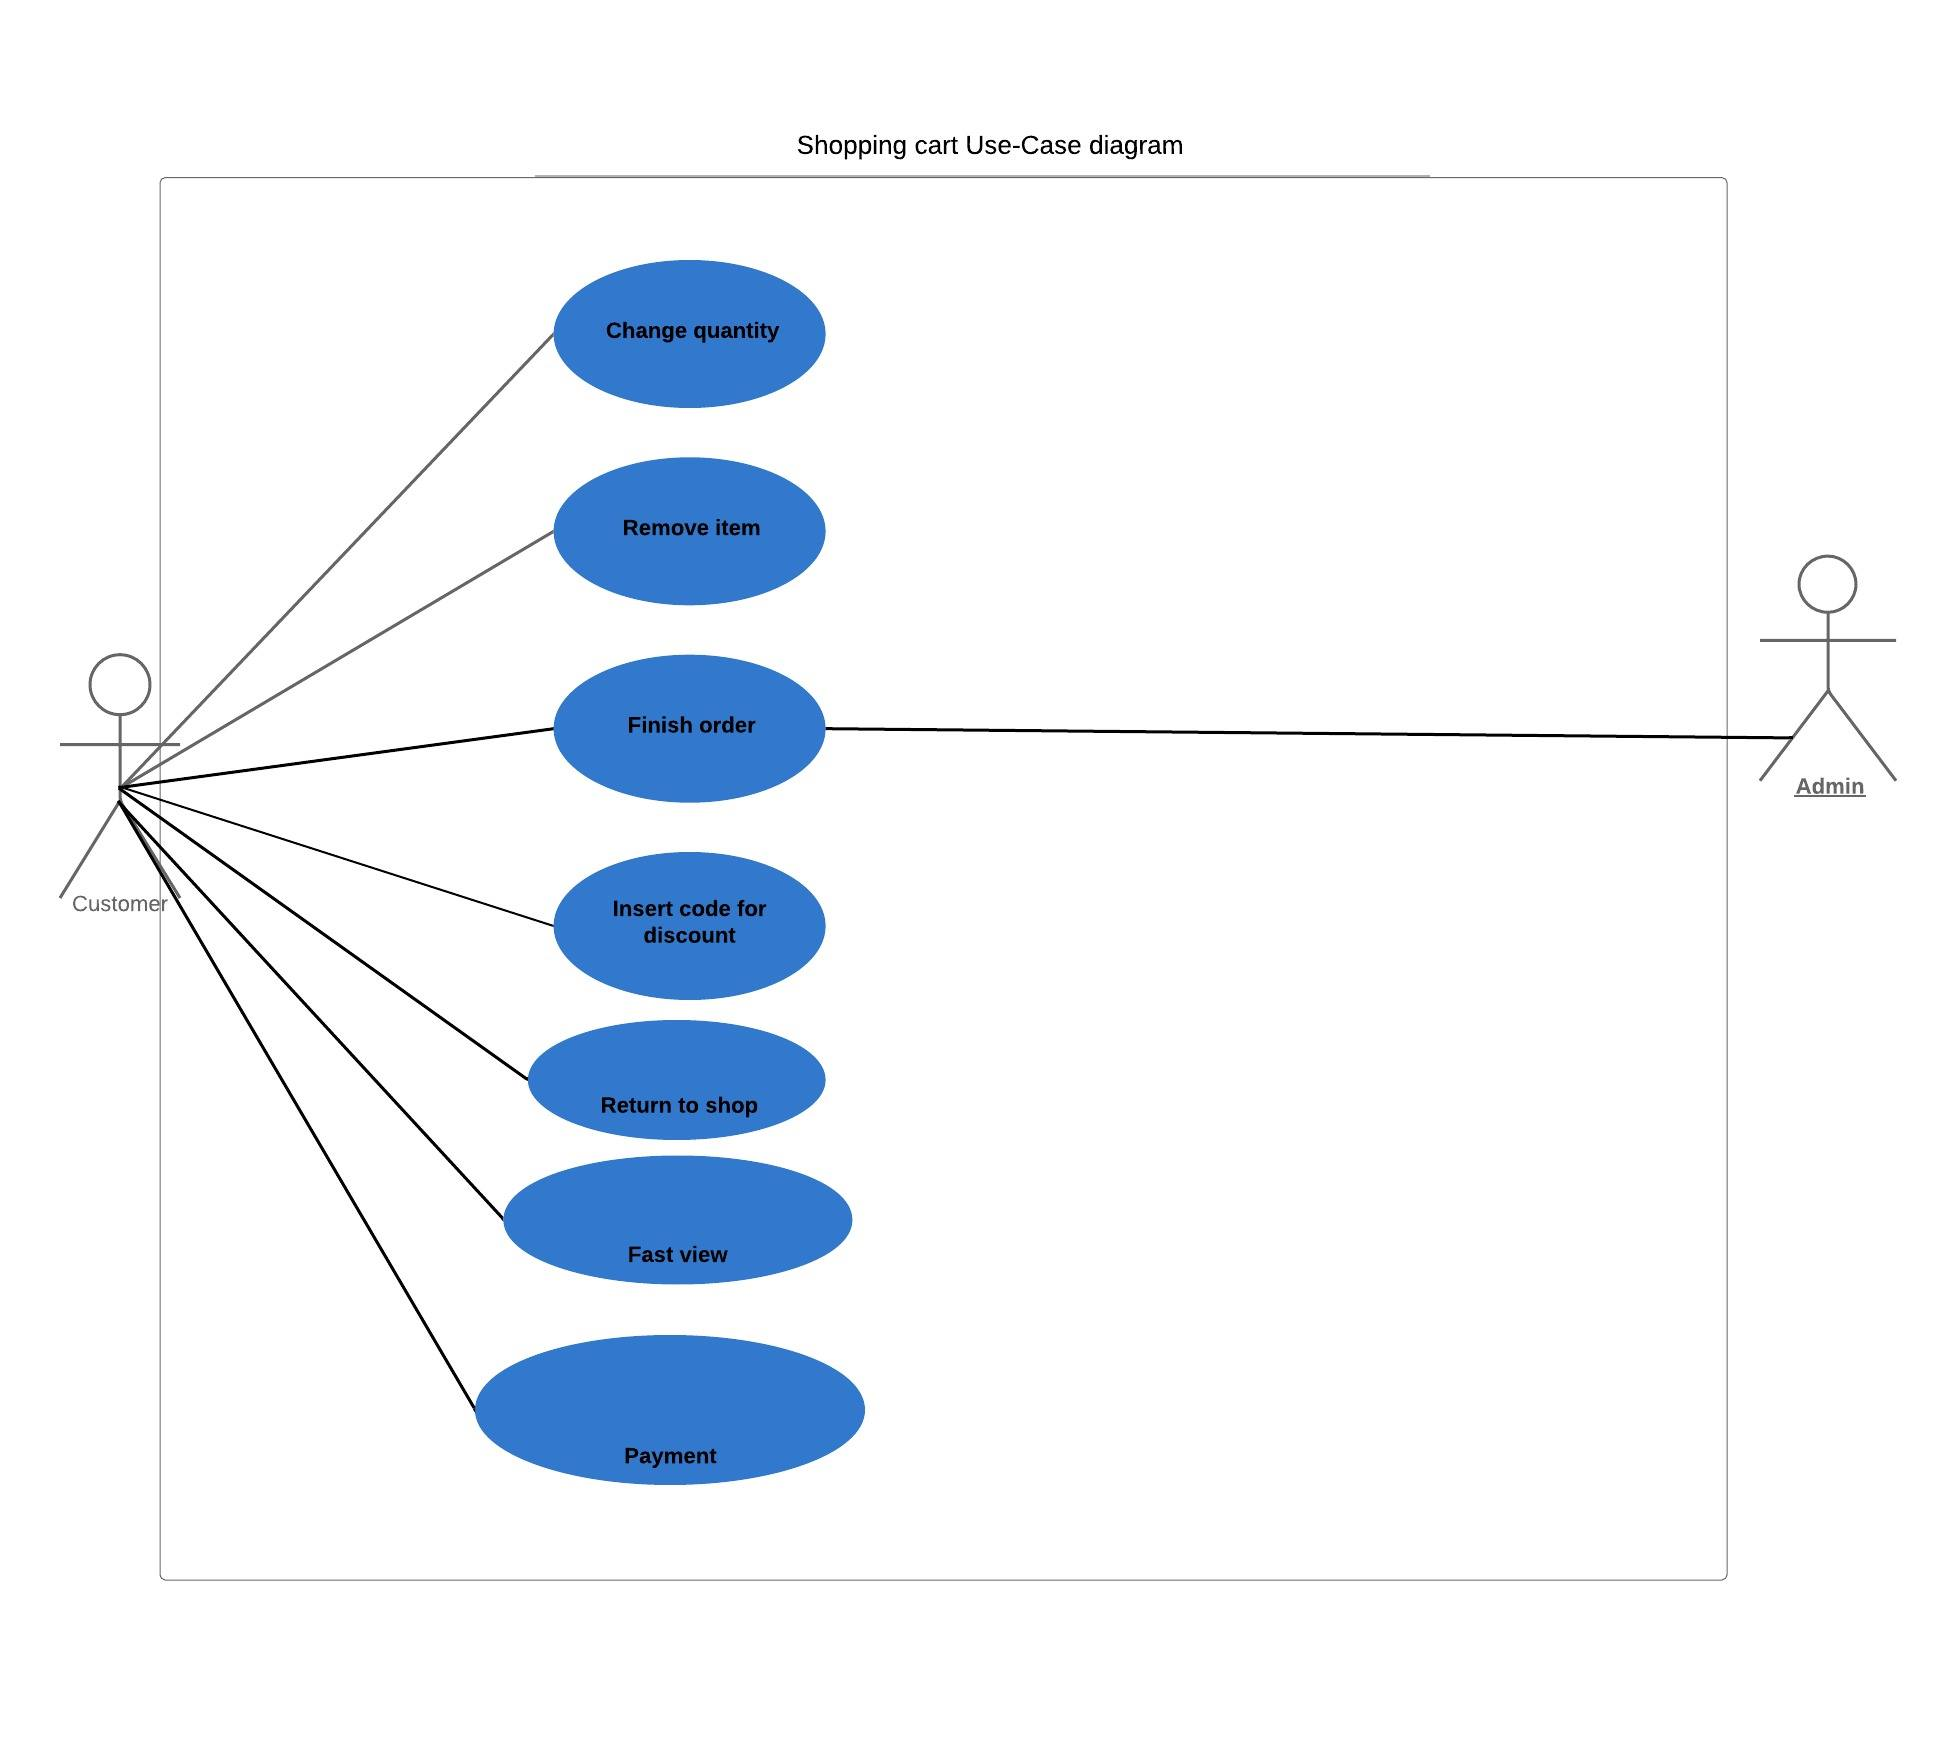 Shopping cart Use-Case diagram
Change quantity
Remove item
Finish order
Admin
Customer
Insert code for
discount
Return to shop
Fast view
Payment